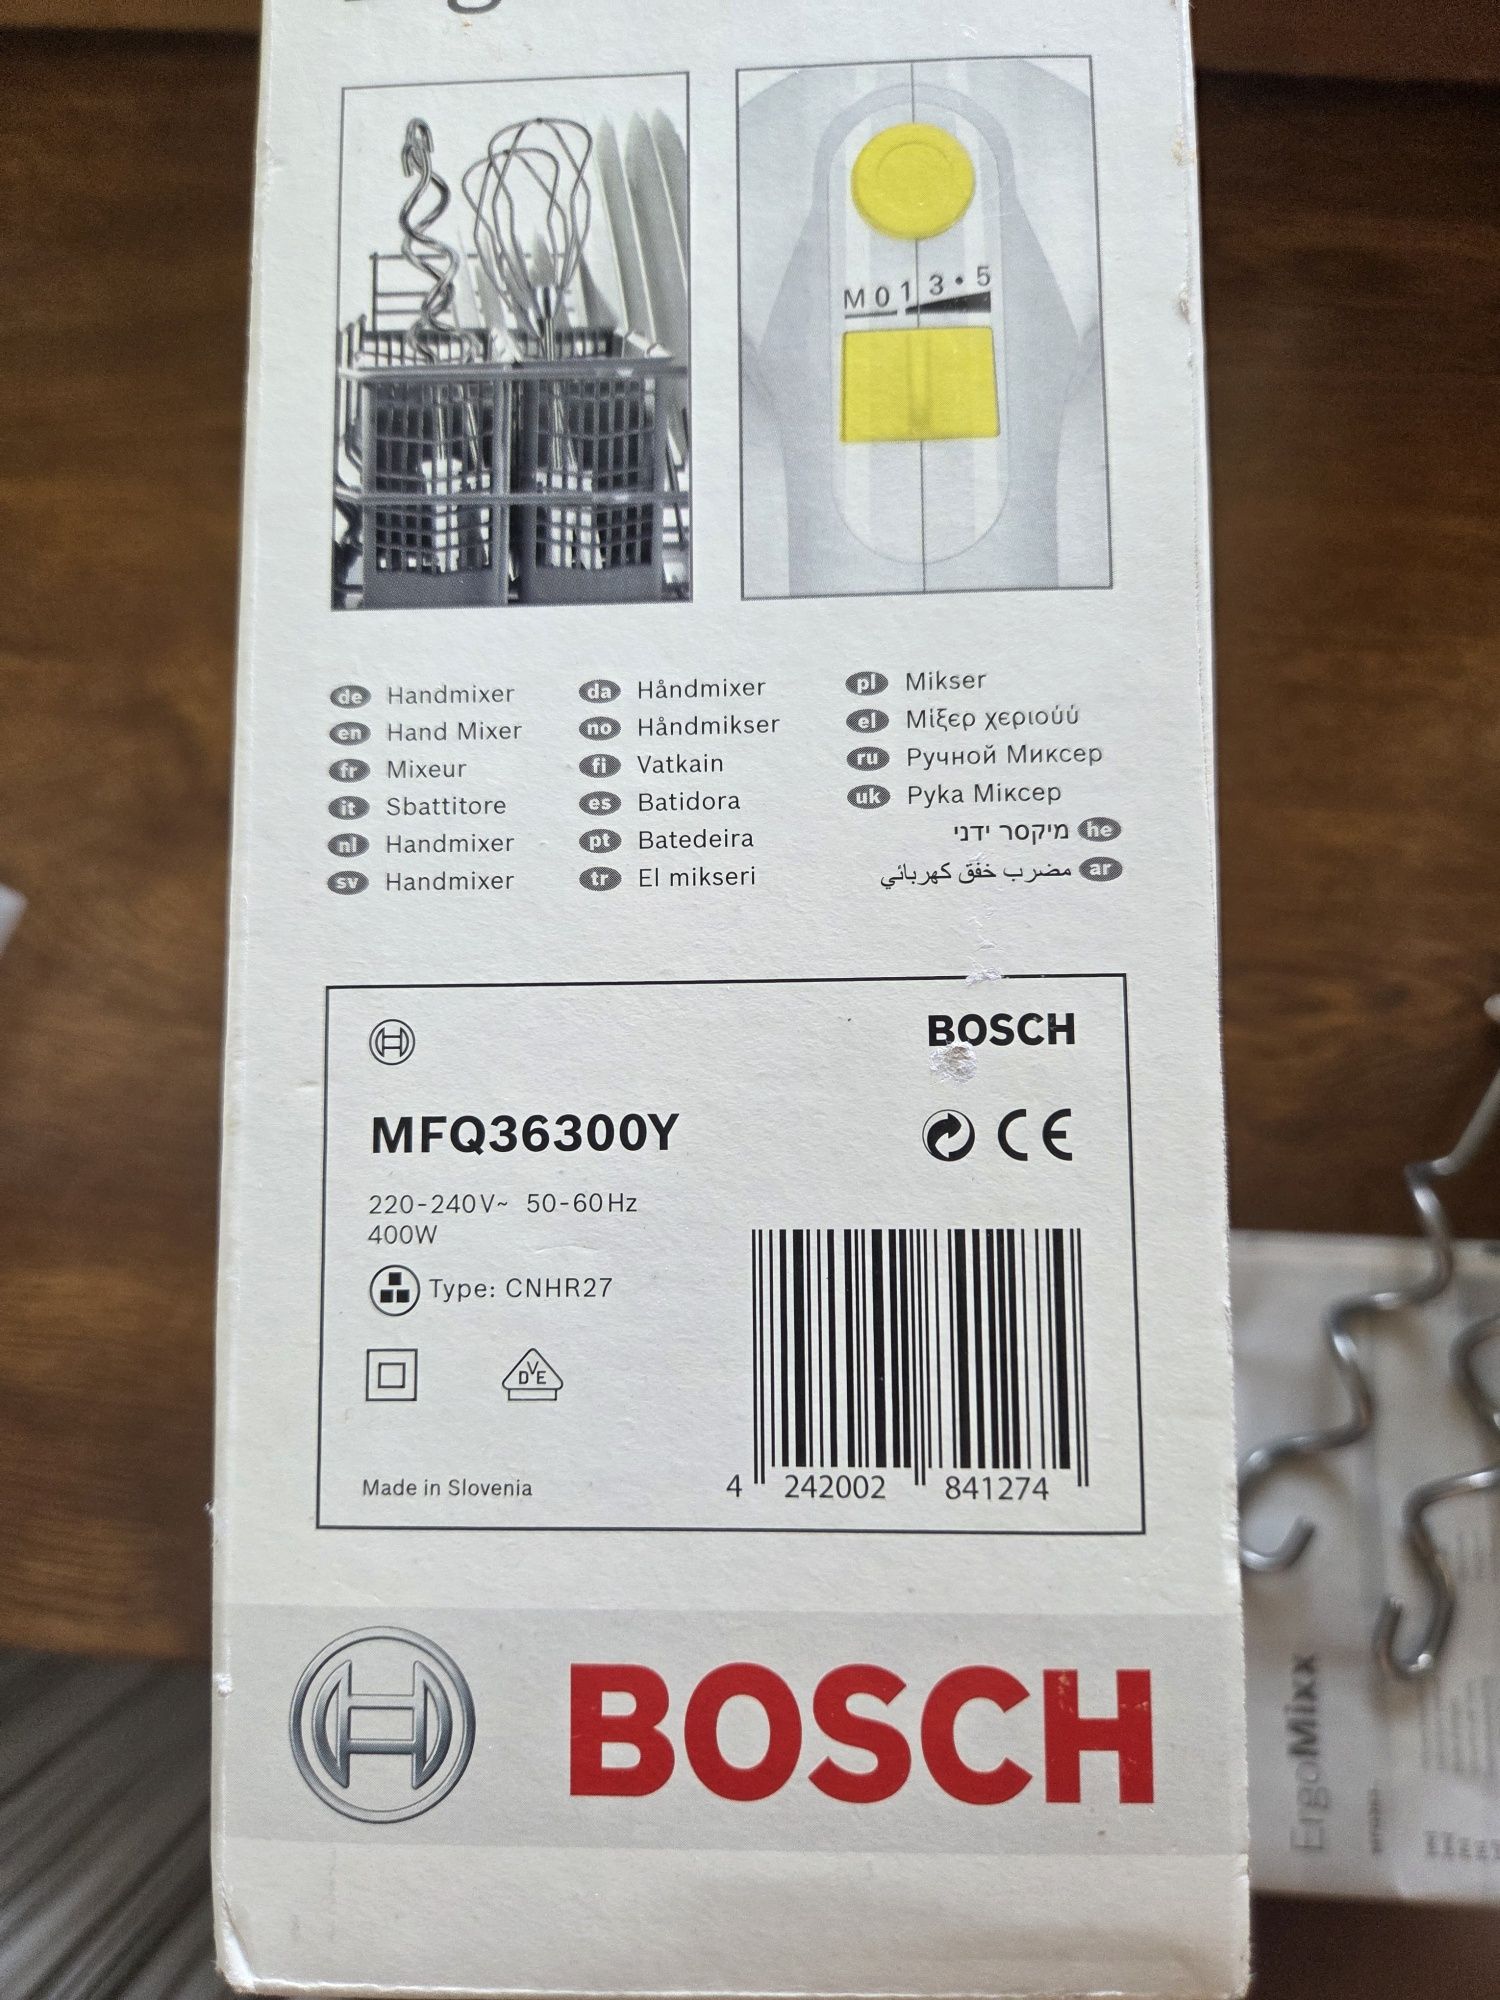 M 0 1 3 • 5
de Handmixer
en Hand Mixer
fr Mixeur
it Sbattitore
nl Handmixer
sv Handmixer
da Håndmixer
no Håndmikser
fi Vatkain
es Batidora
pt Batedeira
tr El mikseri
pl Mikser
el Μίξερ χεριούύ
ru Ручной Миксер
uk Рука Міксер
he מיקסר ידני
ar مضرب خفق كهربائي
BOSCH
MFQ36300Y
CE
220-240V~ 50-60Hz
400W
Type: CNHR27
DVE
Made in Slovenia
4 242002 841274
BOSCH
ErgoMixx